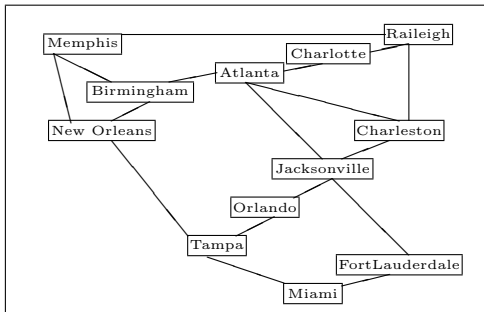 Raileigh
Memphis
Charlotte
Atlanta
Birmingham
New Orleans
Charleston
Jacksonville
Orlando
Tampa
FortLauderdale
Miami